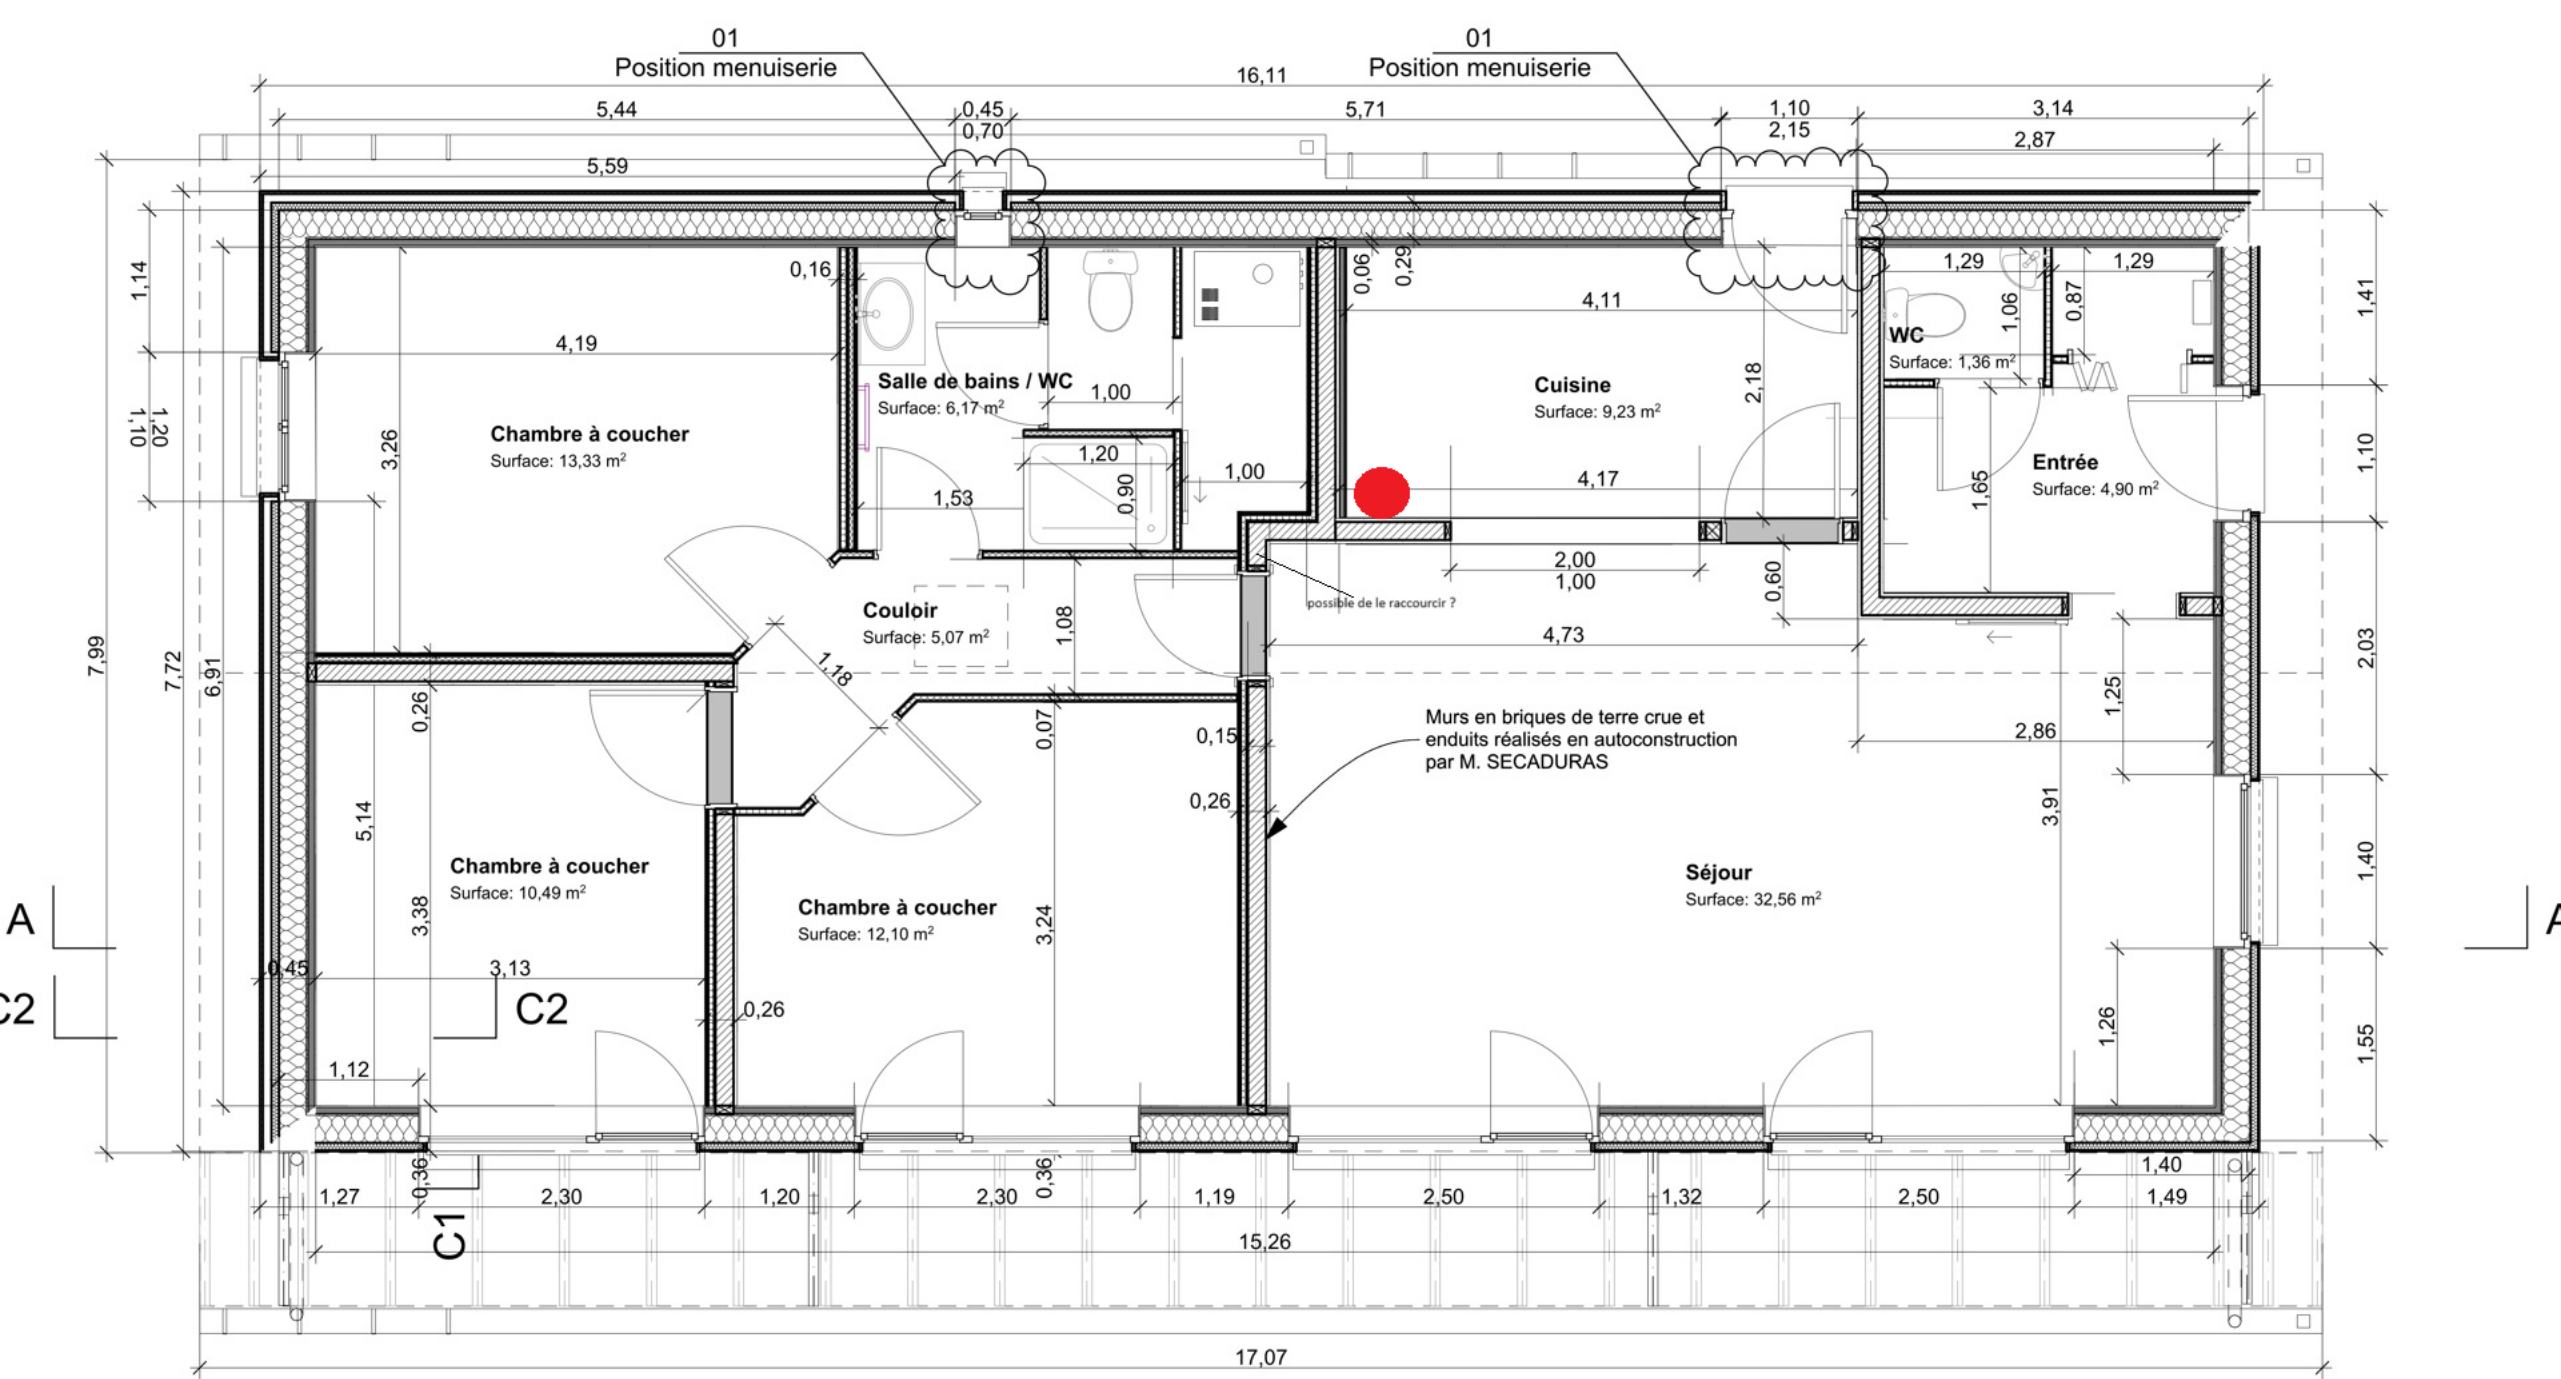 01
Position menuiserie
01
Position menuiserie
16,11
5,44
0,45
0,70
5,71
1,10
2,15
3,14
2,87
5,59
0,16
0,06
0,29
1,29
1,29
1,06
0,87
1,14
1,41
4,19
4,11
WC
Surface: 1,36 m²
Salle de bains / WC
Surface: 6,17 m²
1,00
Cuisine
Surface: 9,23 m²
2,18
1,20
1,10
3,26
Chambre à coucher
Surface: 13,33 m²
1,20
0,90
1,00
1,53
4,17
1,65
Entrée
Surface: 4,90 m²
1,10
2,00
1,00
0,60
possible de le raccourcir ?
Couloir
Surface: 5,07 m²
1,08
4,73
7,99
7,72
6,91
1,18
2,03
0,26
0,07
0,15
Murs en briques de terre crue et
enduits réalisés en autoconstruction
par M. SECADURAS
1,25
2,86
0,26
5,14
3,91
Chambre à coucher
Surface: 10,49 m²
3,38
Chambre à coucher
Surface: 12,10 m²
3,24
Séjour
Surface: 32,56 m²
1,40
A
A
0,45
3,13
C2
C2
0,26
1,26
1,55
1,12
0,36
0,36
1,40
1,27
2,30
1,20
2,30
1,19
2,50
1,32
2,50
1,49
C1
15,26
17,07